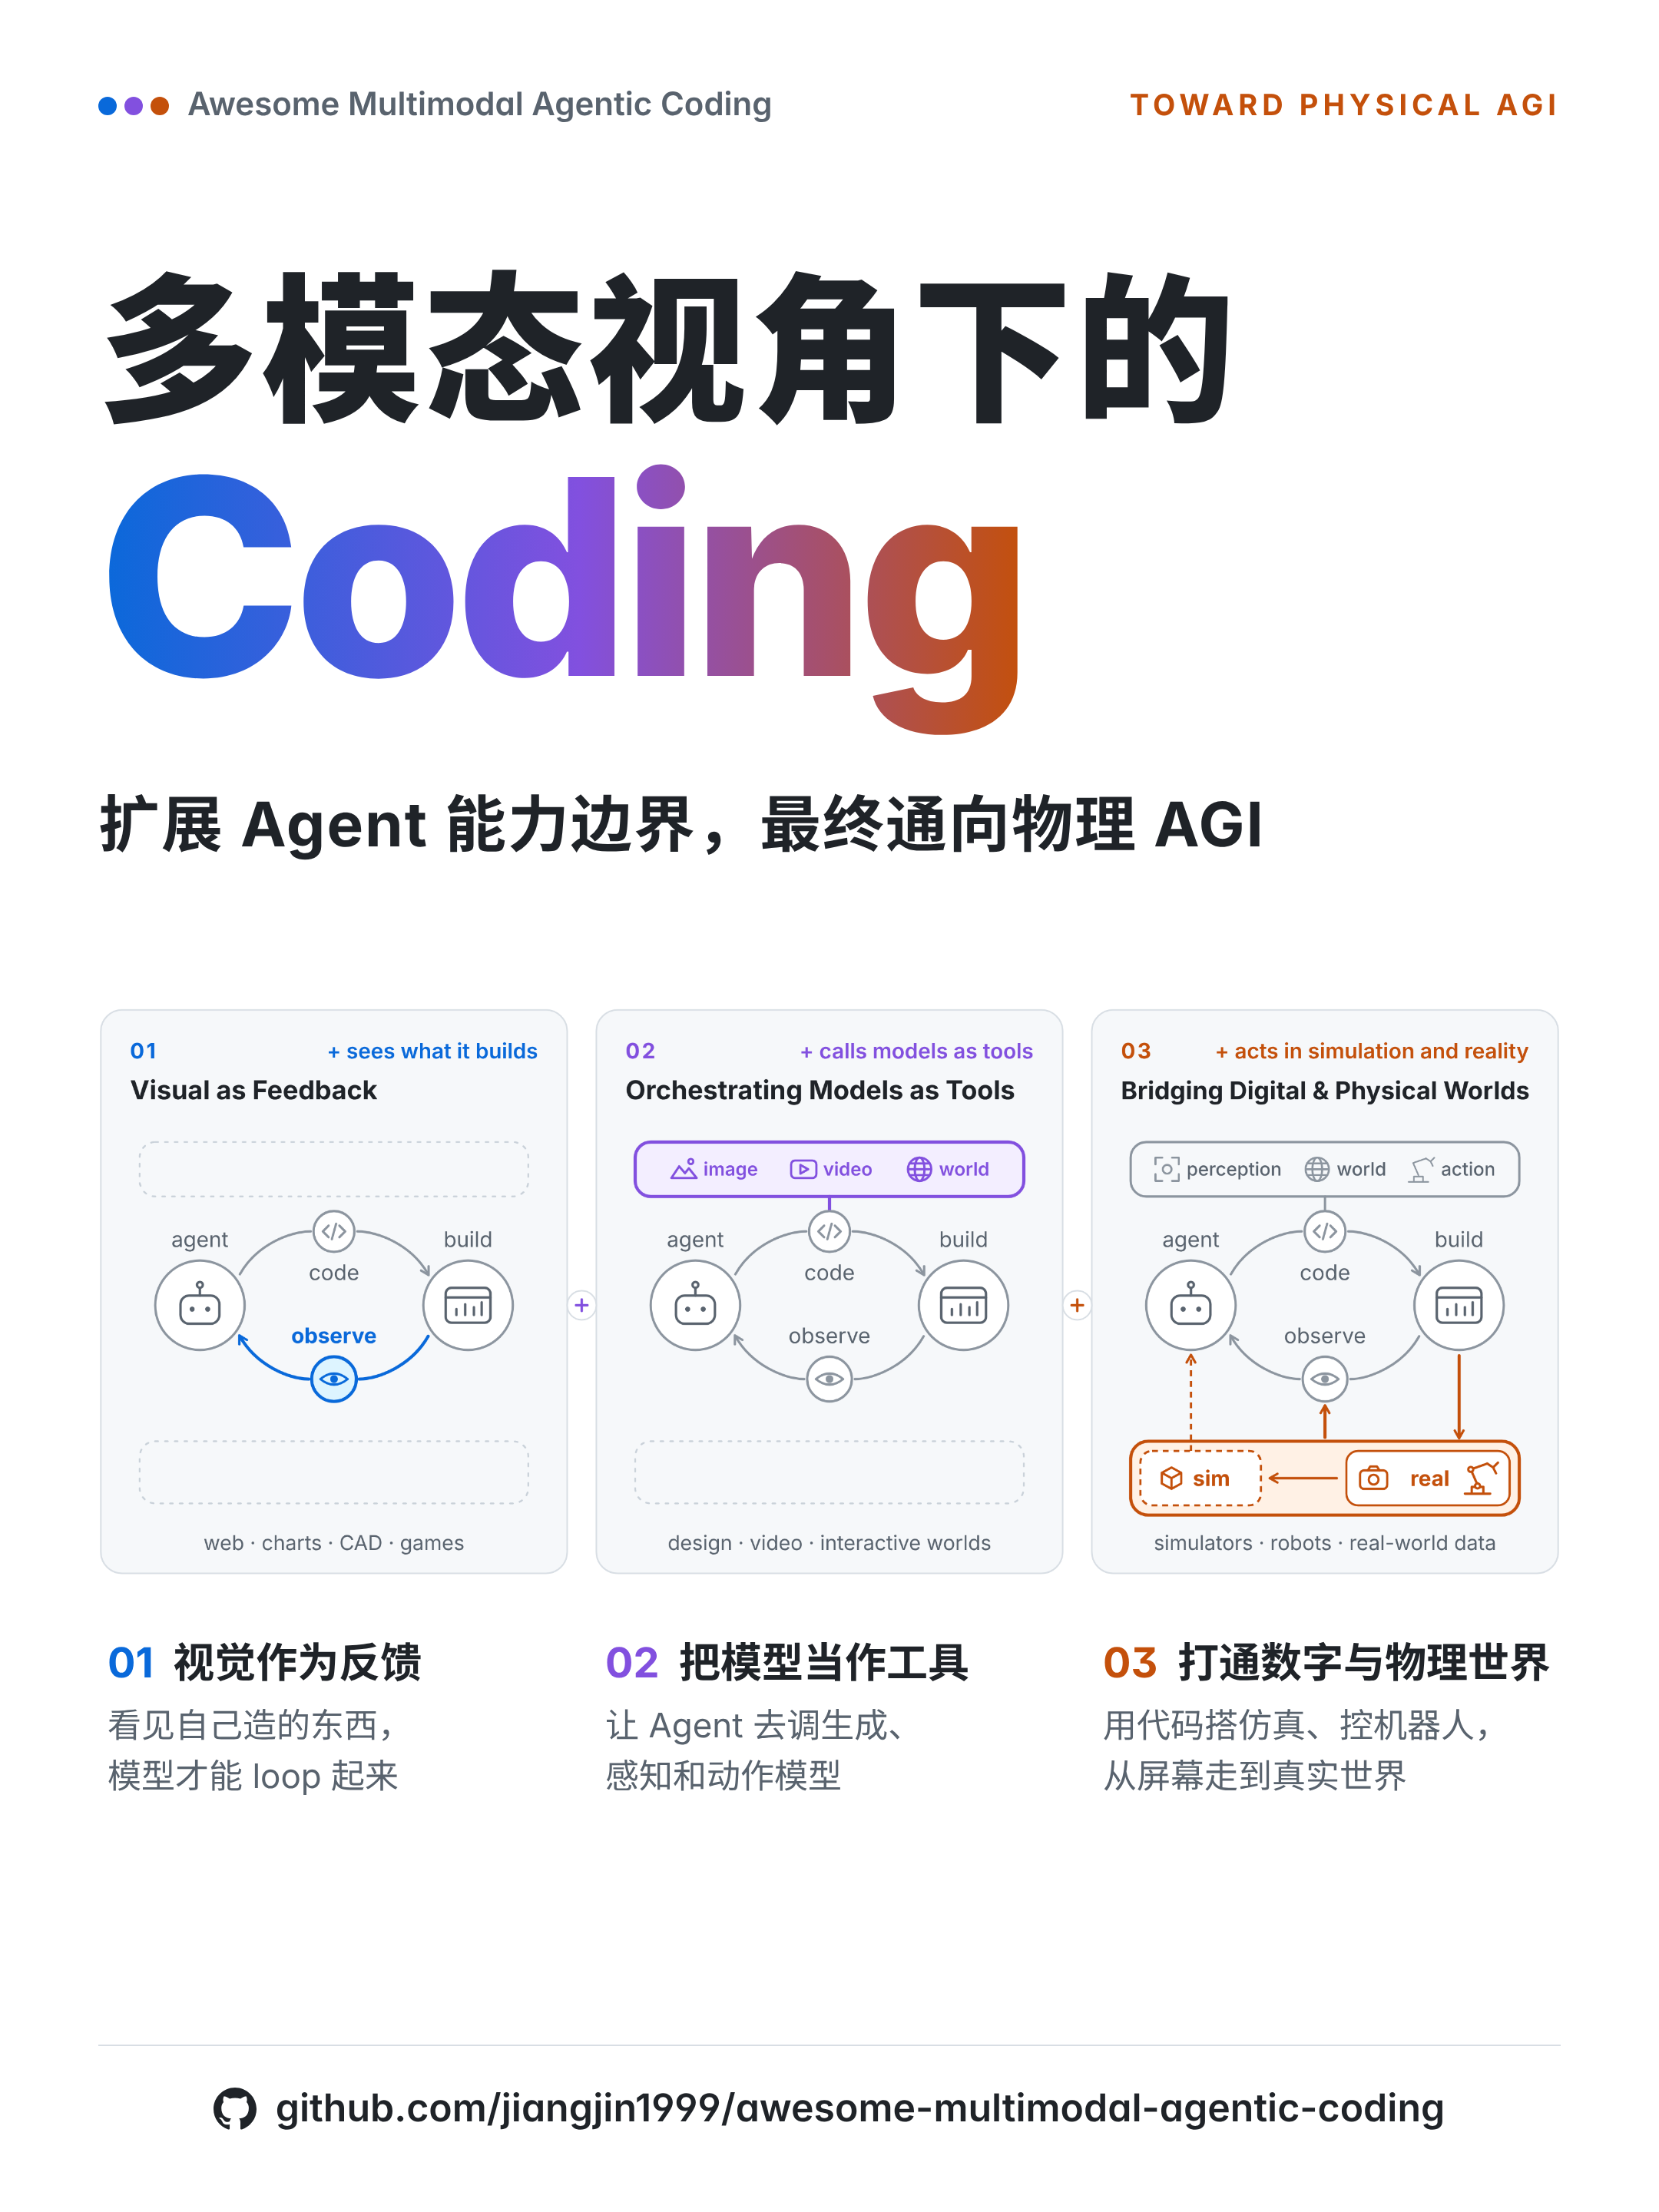 Awesome Multimodal Agentic Coding
TOWARD PHYSICAL AGI
多模态视角下的
Coding
扩展 Agent 能力边界，最终通向物理 AGI
01 + sees what it builds
Visual as Feedback
agent
build
code
observe
web · charts · CAD · games
+
02 + calls models as tools
Orchestrating Models as Tools
image video world
agent
build
code
observe
design · video · interactive worlds
+
03 + acts in simulation and reality
Bridging Digital & Physical Worlds
perception world action
agent
build
code
observe
sim real
simulators · robots · real-world data
01 视觉作为反馈
看见自己造的东西，
模型才能 loop 起来
02 把模型当作工具
让 Agent 去调生成、
感知和动作模型
03 打通数字与物理世界
用代码搭仿真、控机器人，
从屏幕走到真实世界
github.com/jiangjin1999/awesome-multimodal-agentic-coding